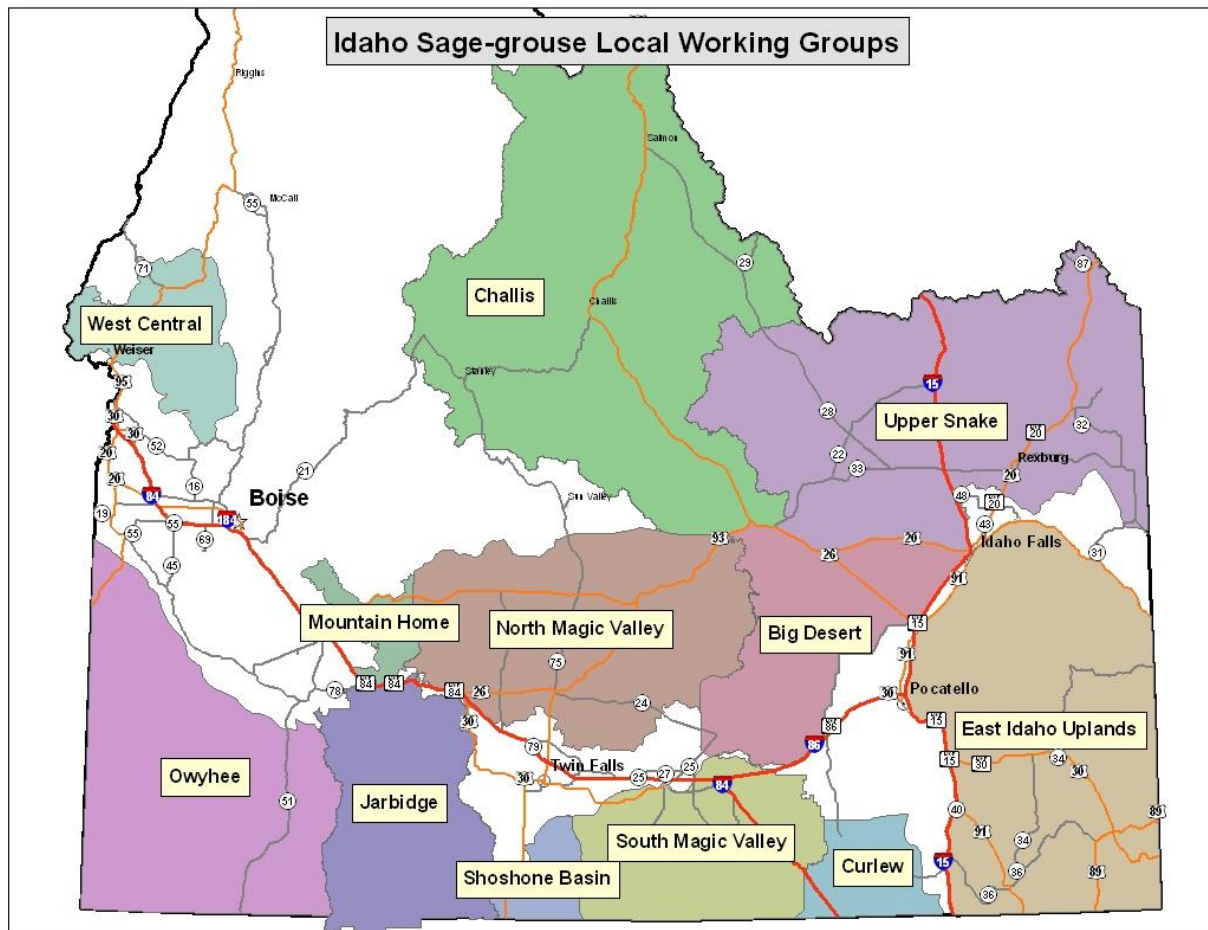 Idaho Sage-grouse Local Working Groups
Riggins
Salmon
55
McCall
71
29
87
Challis
Challis
West Central
Weiser
Stanley
15
95
28
Upper Snake
30
30
32
20
52
22
33
Rexburg
20
21
20
20
16
Sun Valley
84
Boise
48
20
19
184
55
55
43
69
93
20
Idaho Falls
26
31
45
91
Mountain Home
North Magic Valley
Big Desert
15
91
75
78
84
84
84
26
30
Pocatello
24
86
15
30
East Idaho Uplands
79
86
Twin Falls
25
15
30
34
30
Owyhee
30
25
27
84
Jarbidge
51
40
89
South Magic Valley
91
34
Curlew
15
Shoshone Basin
36
89
36